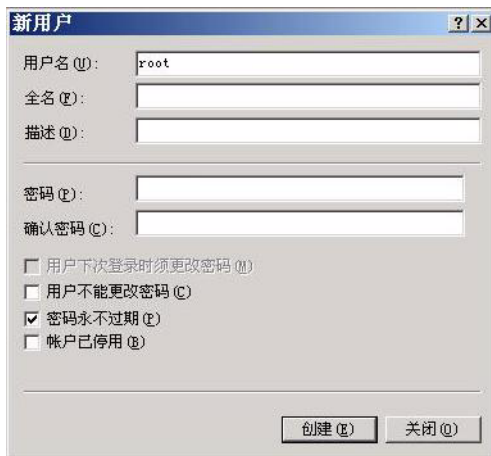 新用户
用户名(U): root
全名(F):
描述(D):
密码(P):
确认密码(C):
用户下次登录时须更改密码(M)
用户不能更改密码(C)
密码永不过期(P)
帐户已停用(B)
创建(E) 关闭(O)